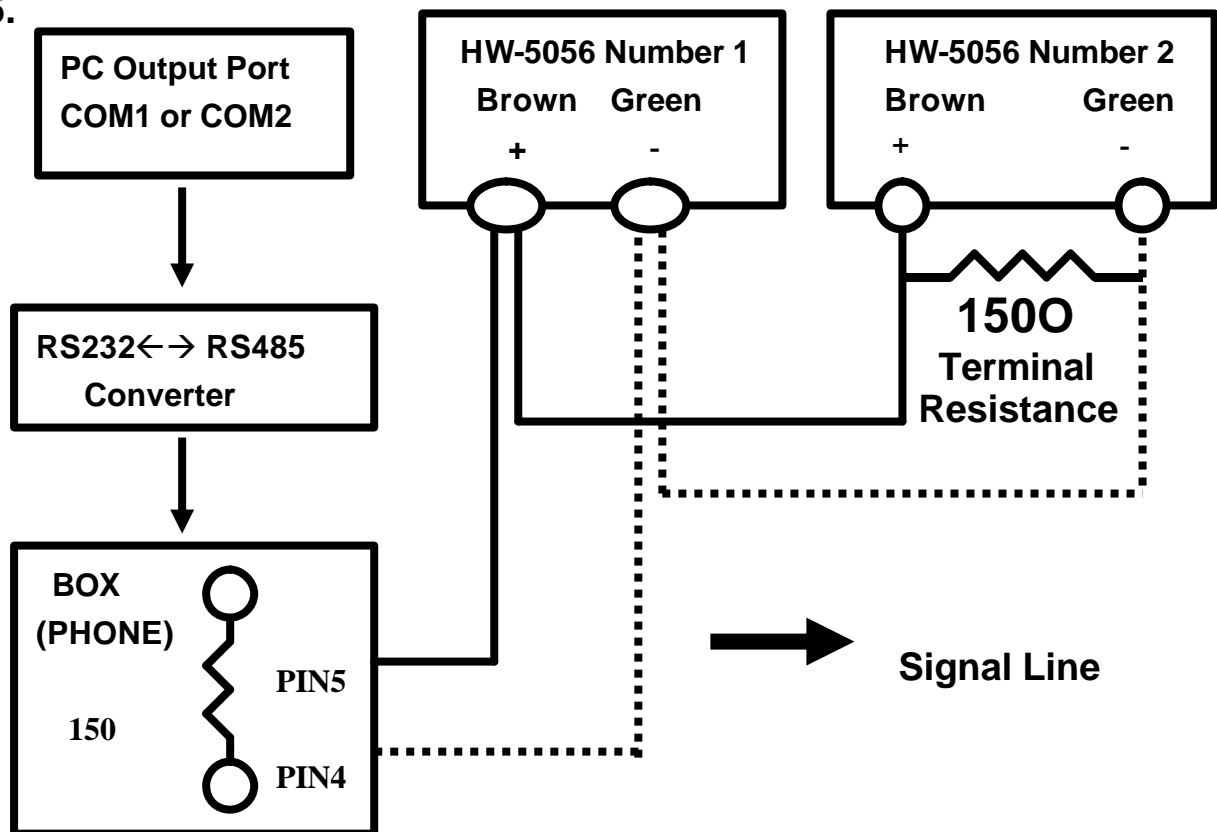 5.
PC Output Port
COM1 or COM2
HW-5056 Number 1
Brown Green
+ -
HW-5056 Number 2
Brown Green
+ -
150O
Terminal
Resistance
RS232←→ RS485
Converter
BOX
(PHONE)
150
PIN5
PIN4
Signal Line